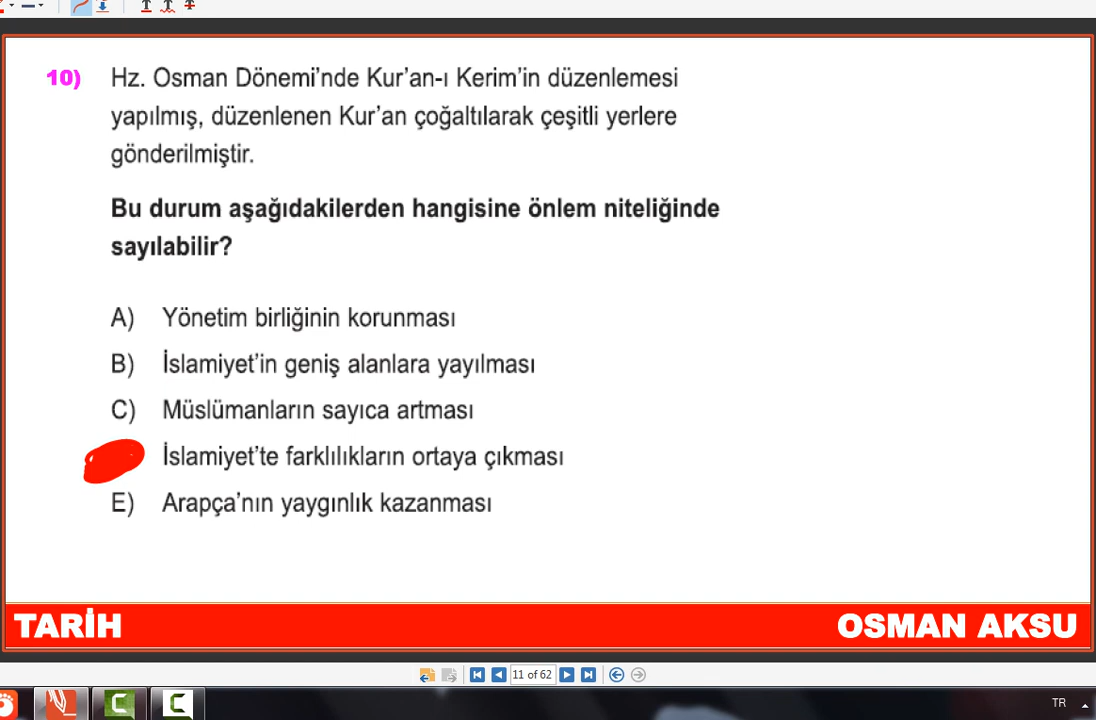 10) Hz. Osman Dönemi’nde Kur’an-ı Kerim’in düzenlemesi
yapılmış, düzenlenen Kur’an çoğaltılarak çeşitli yerlere
gönderilmiştir.
Bu durum aşağıdakilerden hangisine önlem niteliğinde
sayılabilir?
A) Yönetim birliğinin korunması
B) İslamiyet’in geniş alanlara yayılması
C) Müslümanların sayıca artması
İslamiyet’te farklılıkların ortaya çıkması
E) Arapça’nın yaygınlık kazanması
TARİH OSMAN AKSU
11 of 62
TR